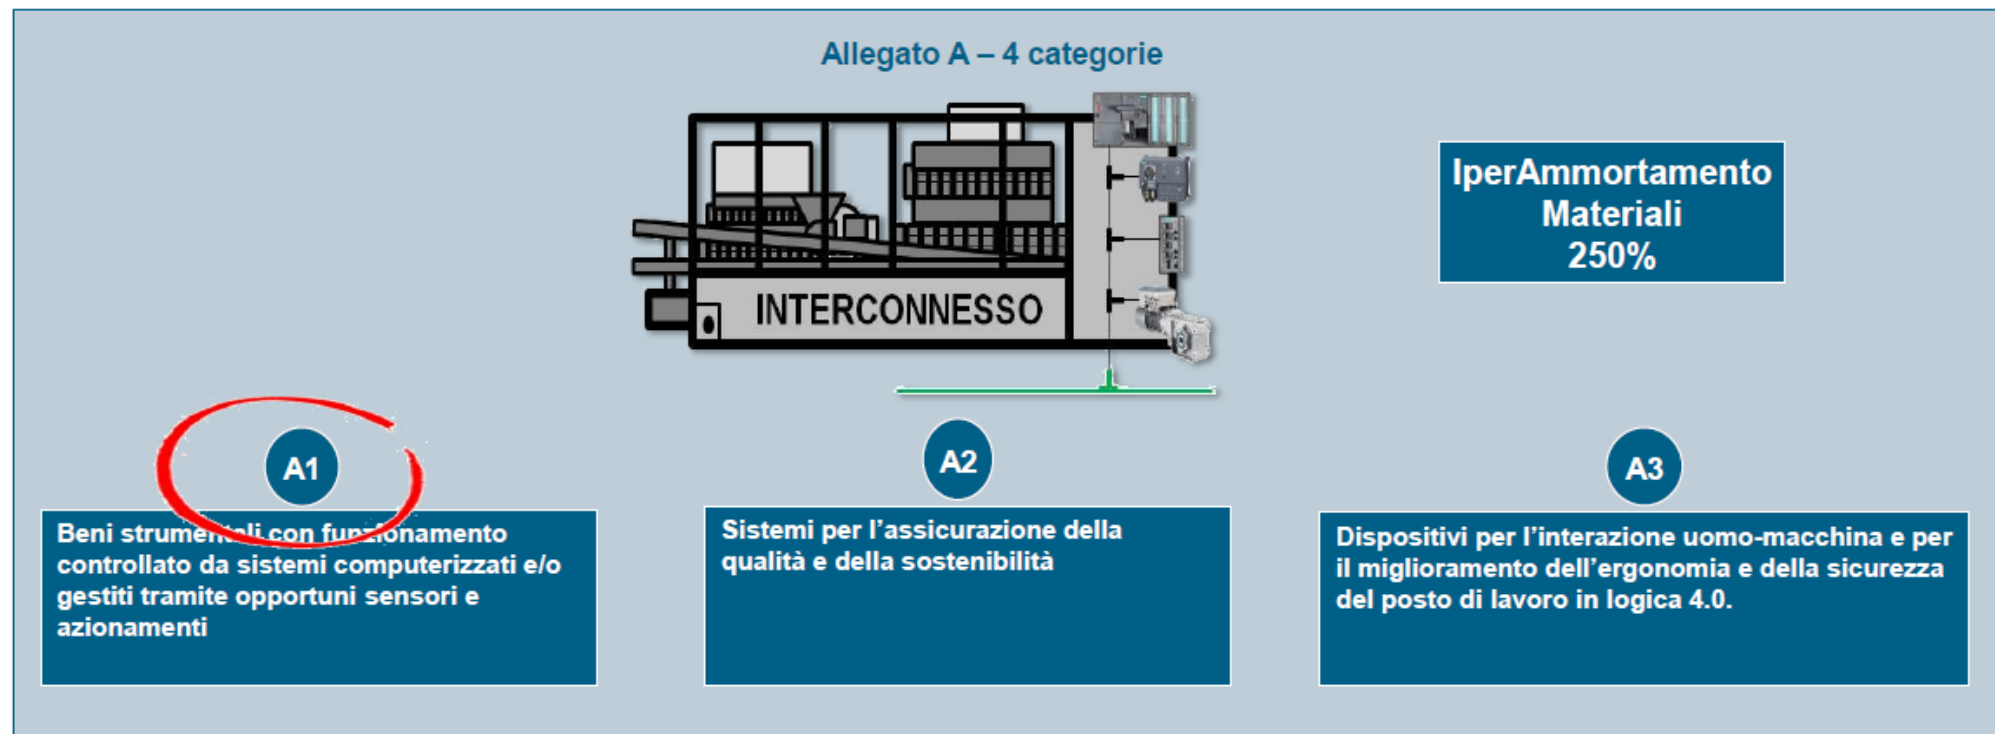 Allegato A – 4 categorie
IperAmmortamento
Materiali
250%
INTERCONNESSO
A1
Beni strumentali con funzionamento
controllato da sistemi computerizzati e/o
gestiti tramite opportuni sensori e
azionamenti
A2
Sistemi per l’assicurazione della
qualità e della sostenibilità
A3
Dispositivi per l’interazione uomo-macchina e per
il miglioramento dell’ergonomia e della sicurezza
del posto di lavoro in logica 4.0.